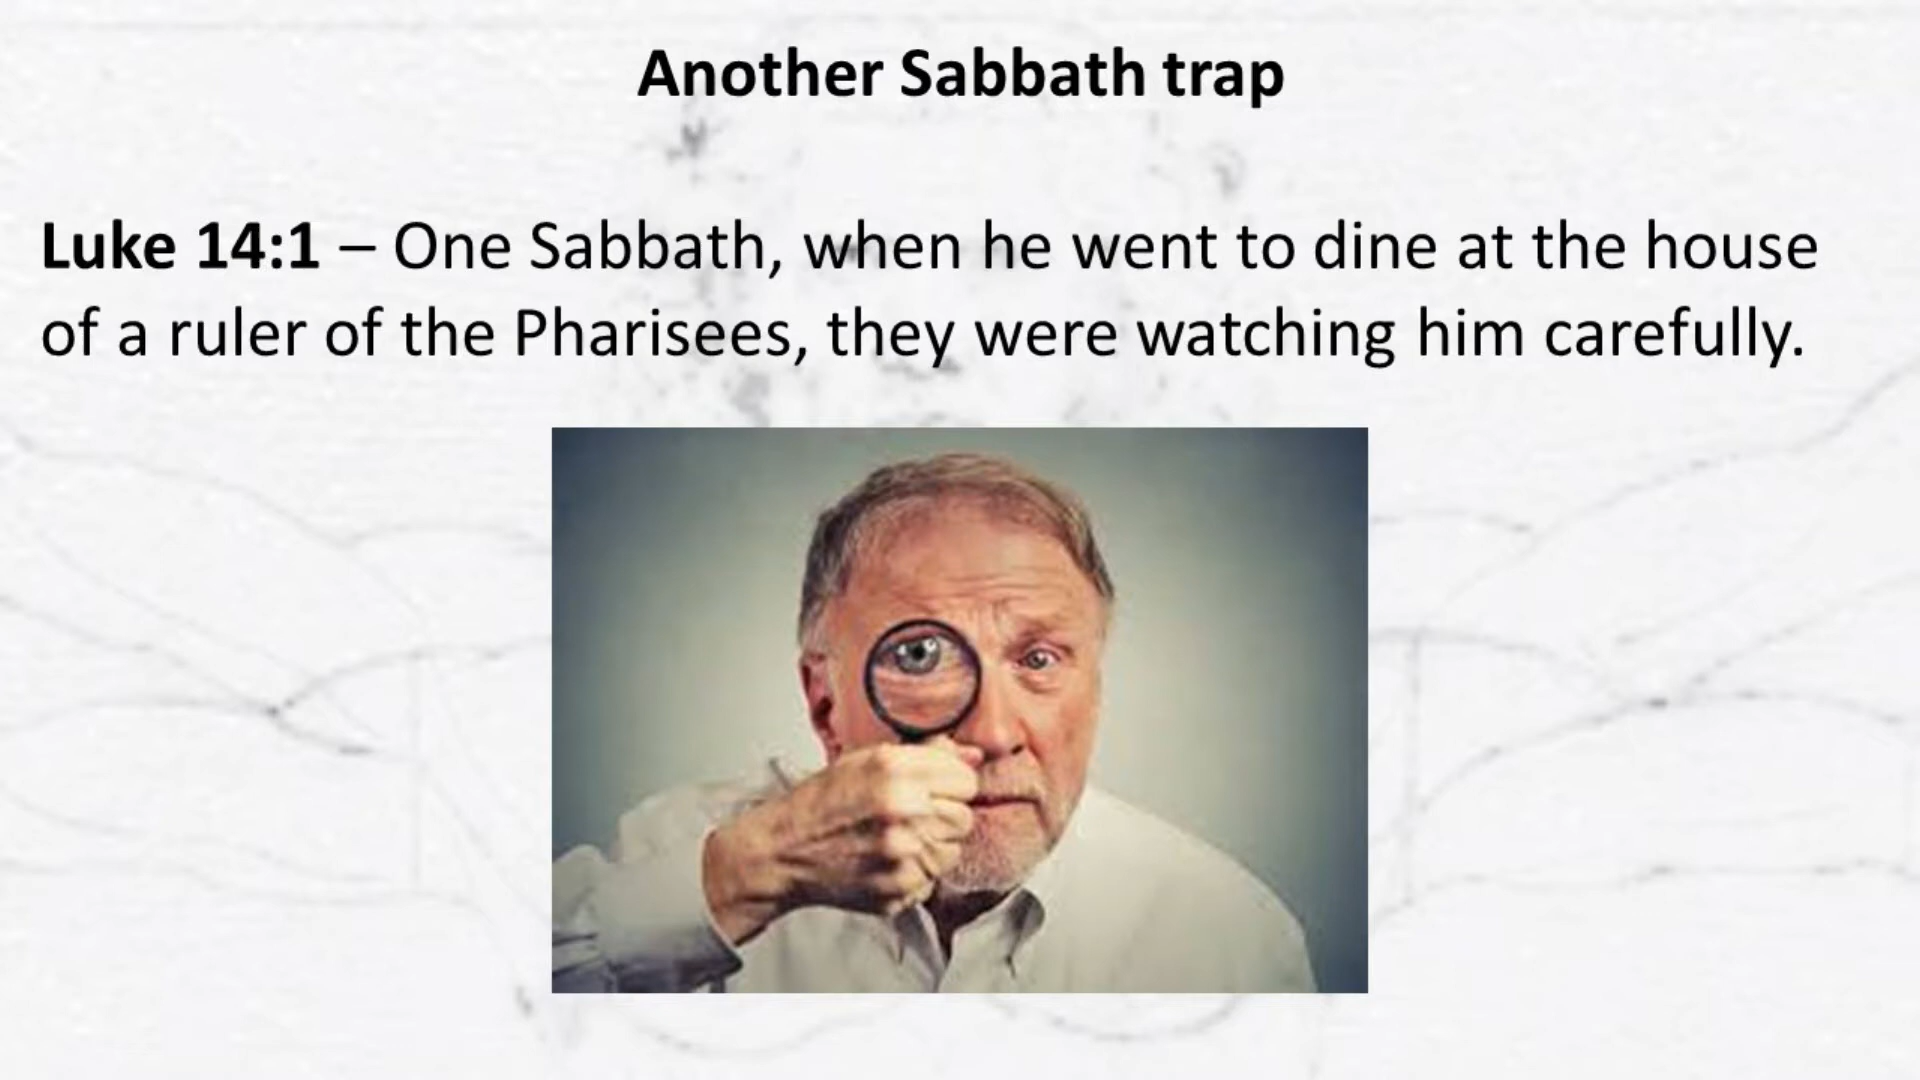 Another Sabbath trap
Luke 14:1 – One Sabbath, when he went to dine at the house
of a ruler of the Pharisees, they were watching him carefully.